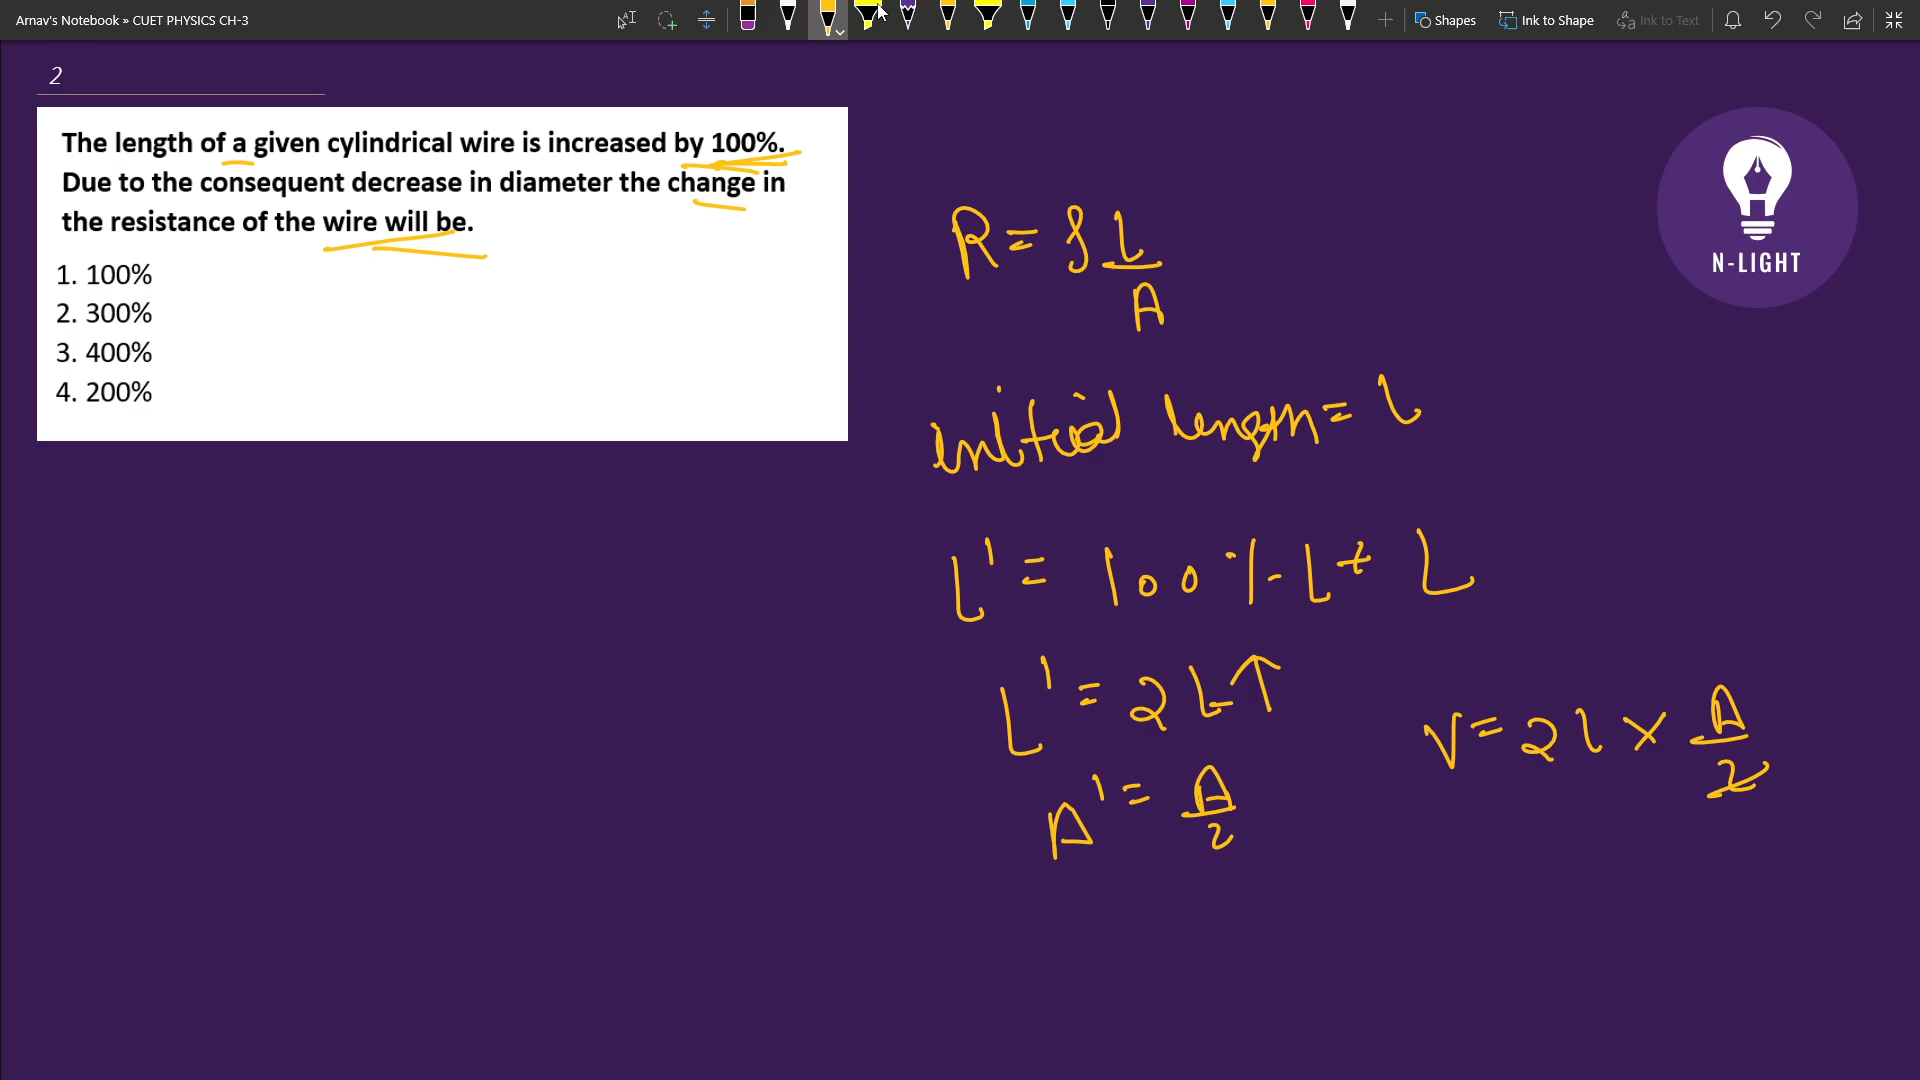 Arnav's Notebook » CUET PHYSICS CH-3
Shapes
Ink to Shape
Ink to Text
2
The length of a given cylindrical wire is increased by 100%.
Due to the consequent decrease in diameter the change in
the resistance of the wire will be.
1. 100%
2. 300%
3. 400%
4. 200%
N-LIGHT
R = ρ l/A
initial length = l
L' = 100% L + L
L' = 2L↑
V = 2l × A/2
A' = A/2